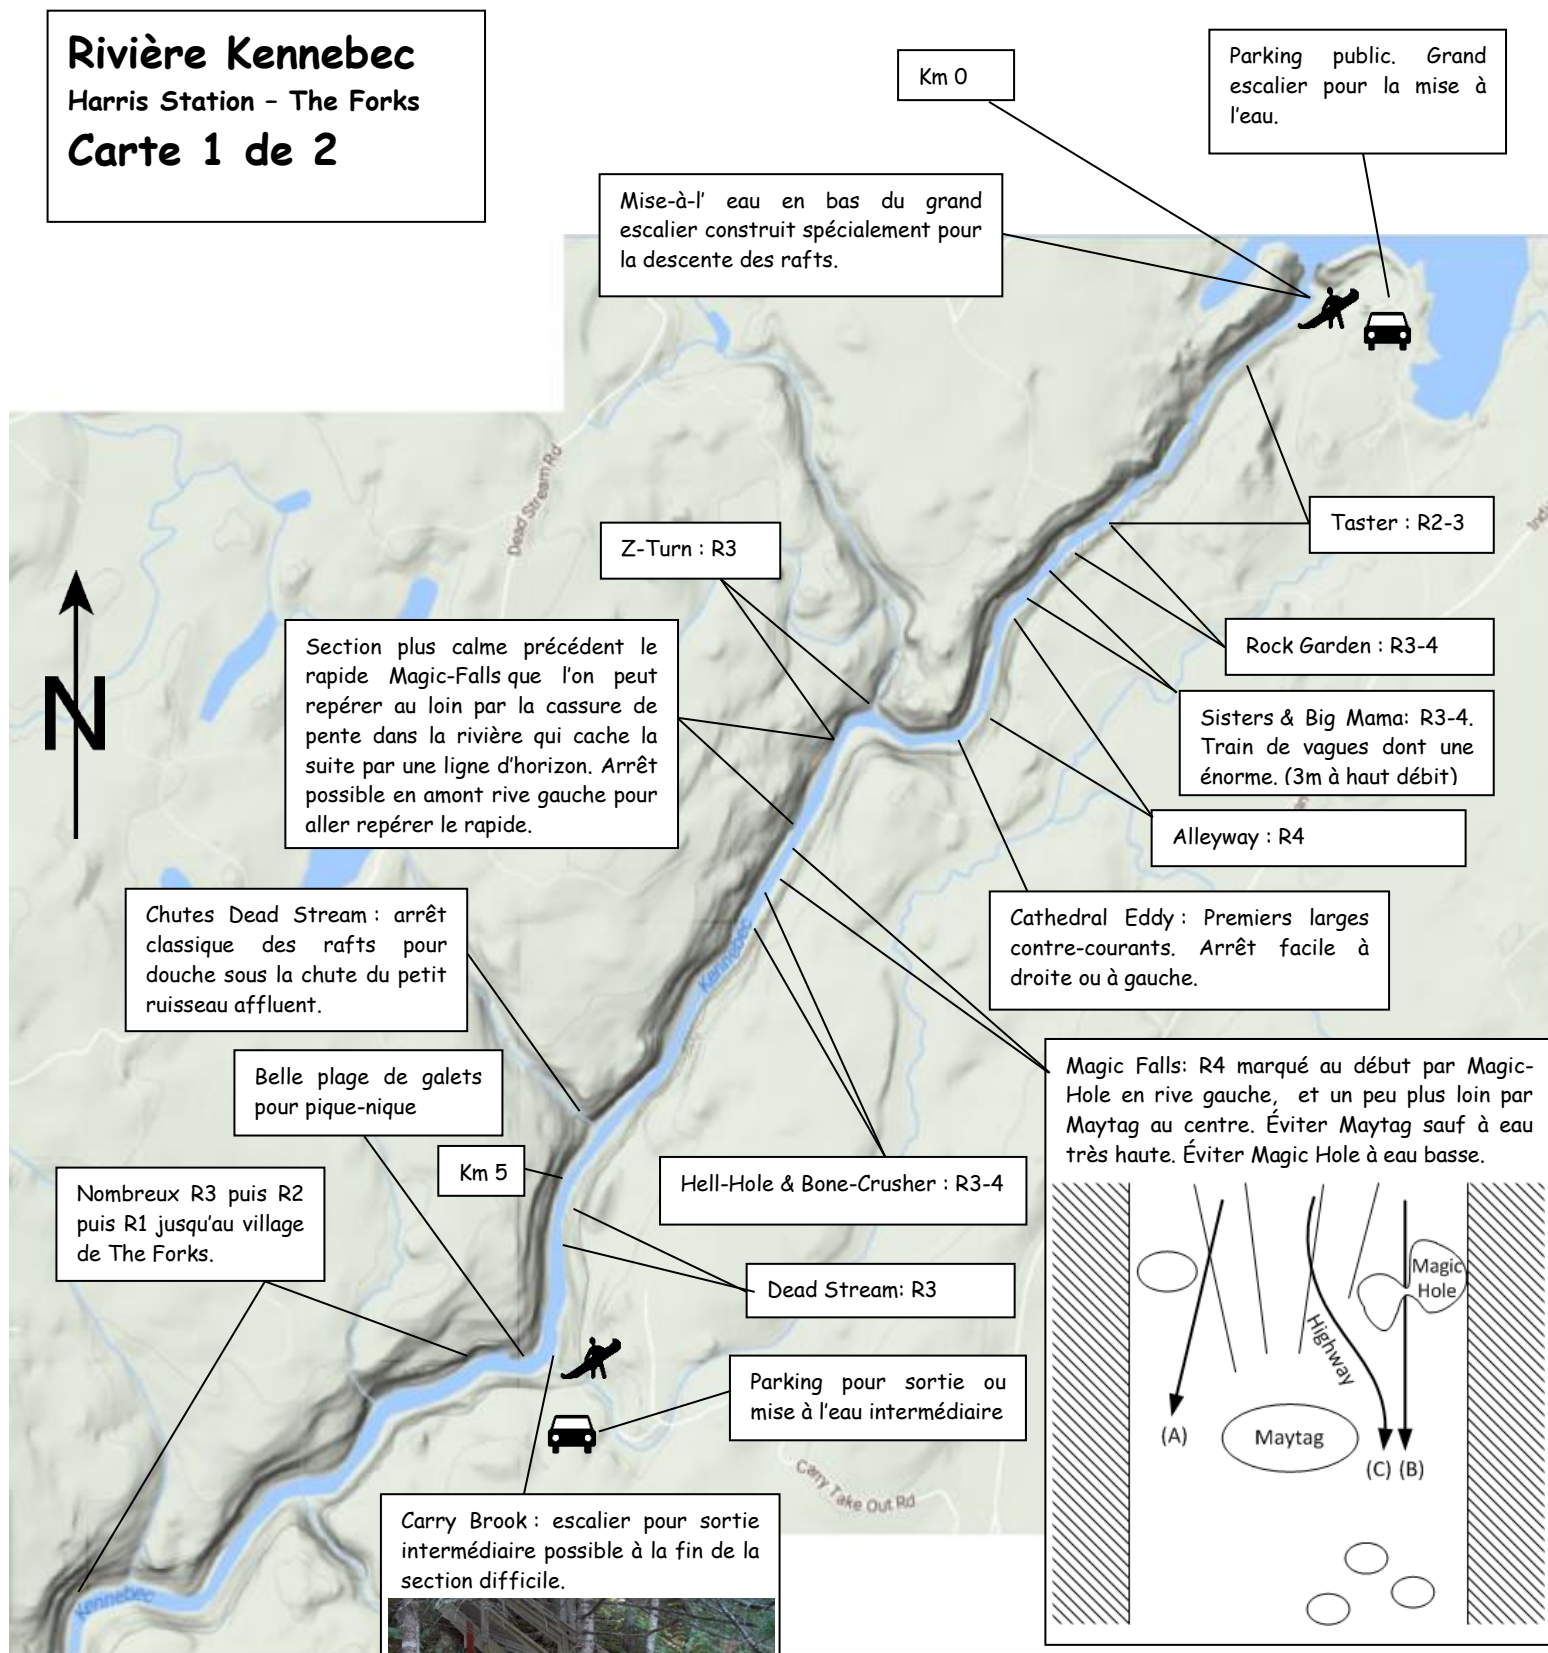 Rivière Kennebec
Harris Station – The Forks
Carte 1 de 2
Km 0
Parking public. Grand
escalier pour la mise à
l'eau.
Mise-à-l' eau en bas du grand
escalier construit spécialement pour
la descente des rafts.
Dead Stream Rd
Taster : R2-3
Z-Turn : R3
Rock Garden : R3-4
N
Section plus calme précédent le
rapide Magic-Falls que l'on peut
repérer au loin par la cassure de
pente dans la rivière qui cache la
suite par une ligne d'horizon. Arrêt
possible en amont rive gauche pour
aller repérer le rapide.
Sisters & Big Mama: R3-4.
Train de vagues dont une
énorme. (3m à haut débit)
Alleyway : R4
Chutes Dead Stream : arrêt
classique des rafts pour
douche sous la chute du petit
ruisseau affluent.
Cathedral Eddy : Premiers larges
contre-courants. Arrêt facile à
droite ou à gauche.
Kennebec
Belle plage de galets
pour pique-nique
Magic Falls: R4 marqué au début par Magic-
Hole en rive gauche, et un peu plus loin par
Maytag au centre. Éviter Maytag sauf à eau
très haute. Éviter Magic Hole à eau basse.
Km 5
Hell-Hole & Bone-Crusher : R3-4
Nombreux R3 puis R2
puis R1 jusqu'au village
de The Forks.
Dead Stream: R3
Magic
Hole
Highway
Parking pour sortie ou
mise à l'eau intermédiaire
(A)
Maytag
(C) (B)
Carry Take Out Rd
Carry Brook : escalier pour sortie
intermédiaire possible à la fin de la
section difficile.
Kennebec